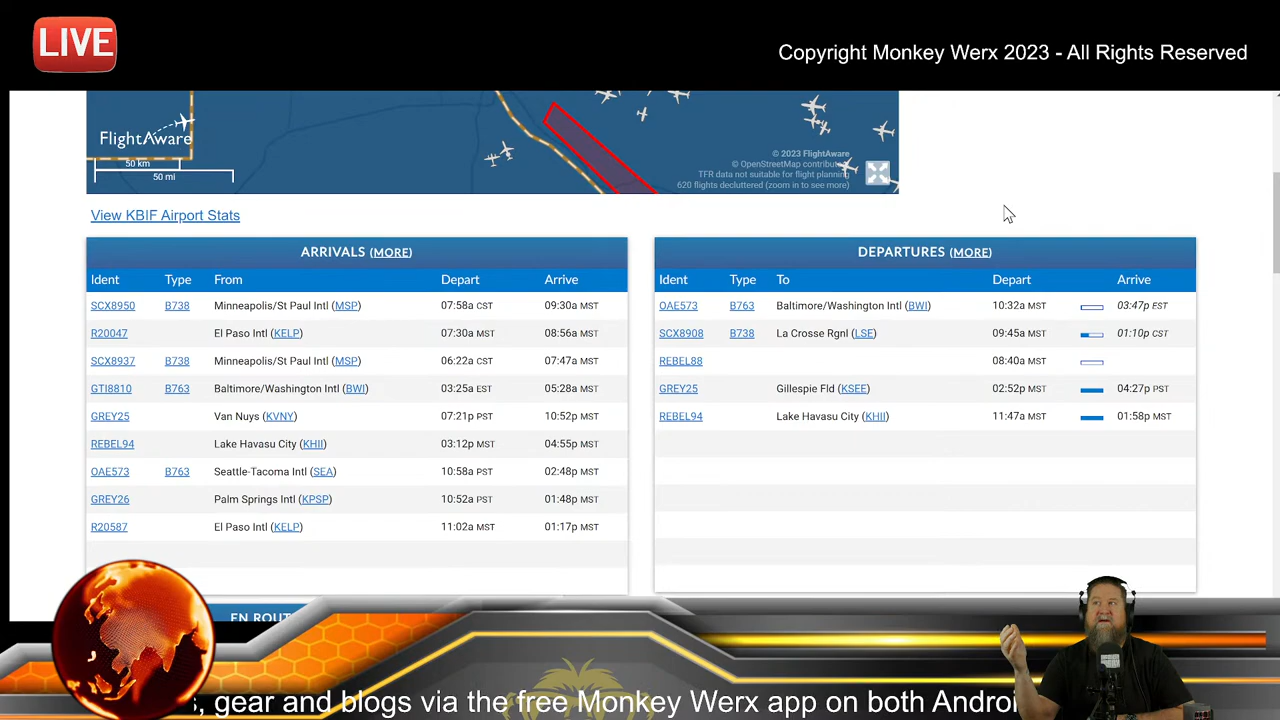 LIVE
Copyright Monkey Werx 2023 - All Rights Reserved
FlightAware
50 km
50 mi
© 2023 FlightAware
© OpenStreetMap contributors
TFR data not suitable for flight planning
620 flights decluttered (zoom in to see more)
View KBIF Airport Stats
ARRIVALS (MORE)
Ident Type From Depart Arrive
SCX8950 B738 Minneapolis/St Paul Intl (MSP) 07:58a CST 09:30a MST
R20047 El Paso Intl (KELP) 07:30a MST 08:56a MST
SCX8937 B738 Minneapolis/St Paul Intl (MSP) 06:22a CST 07:47a MST
GTI8810 B763 Baltimore/Washington Intl (BWI) 03:25a EST 05:28a MST
GREY25 Van Nuys (KVNY) 07:21p PST 10:52p MST
REBEL94 Lake Havasu City (KHII) 03:12p MST 04:55p MST
OAE573 B763 Seattle-Tacoma Intl (SEA) 10:58a PST 02:48p MST
GREY26 Palm Springs Intl (KPSP) 10:52a PST 01:48p MST
R20587 El Paso Intl (KELP) 11:02a MST 01:17p MST
DEPARTURES (MORE)
Ident Type To Depart Arrive
OAE573 B763 Baltimore/Washington Intl (BWI) 10:32a MST 03:47p EST
SCX8908 B738 La Crosse Rgnl (LSE) 09:45a MST 01:10p CST
REBEL88 08:40a MST
GREY25 Gillespie Fld (KSEE) 02:52p MST 04:27p PST
REBEL94 Lake Havasu City (KHII) 11:47a MST 01:58p MST
EN ROUT
s, gear and blogs via the free Monkey Werx app on both Androi